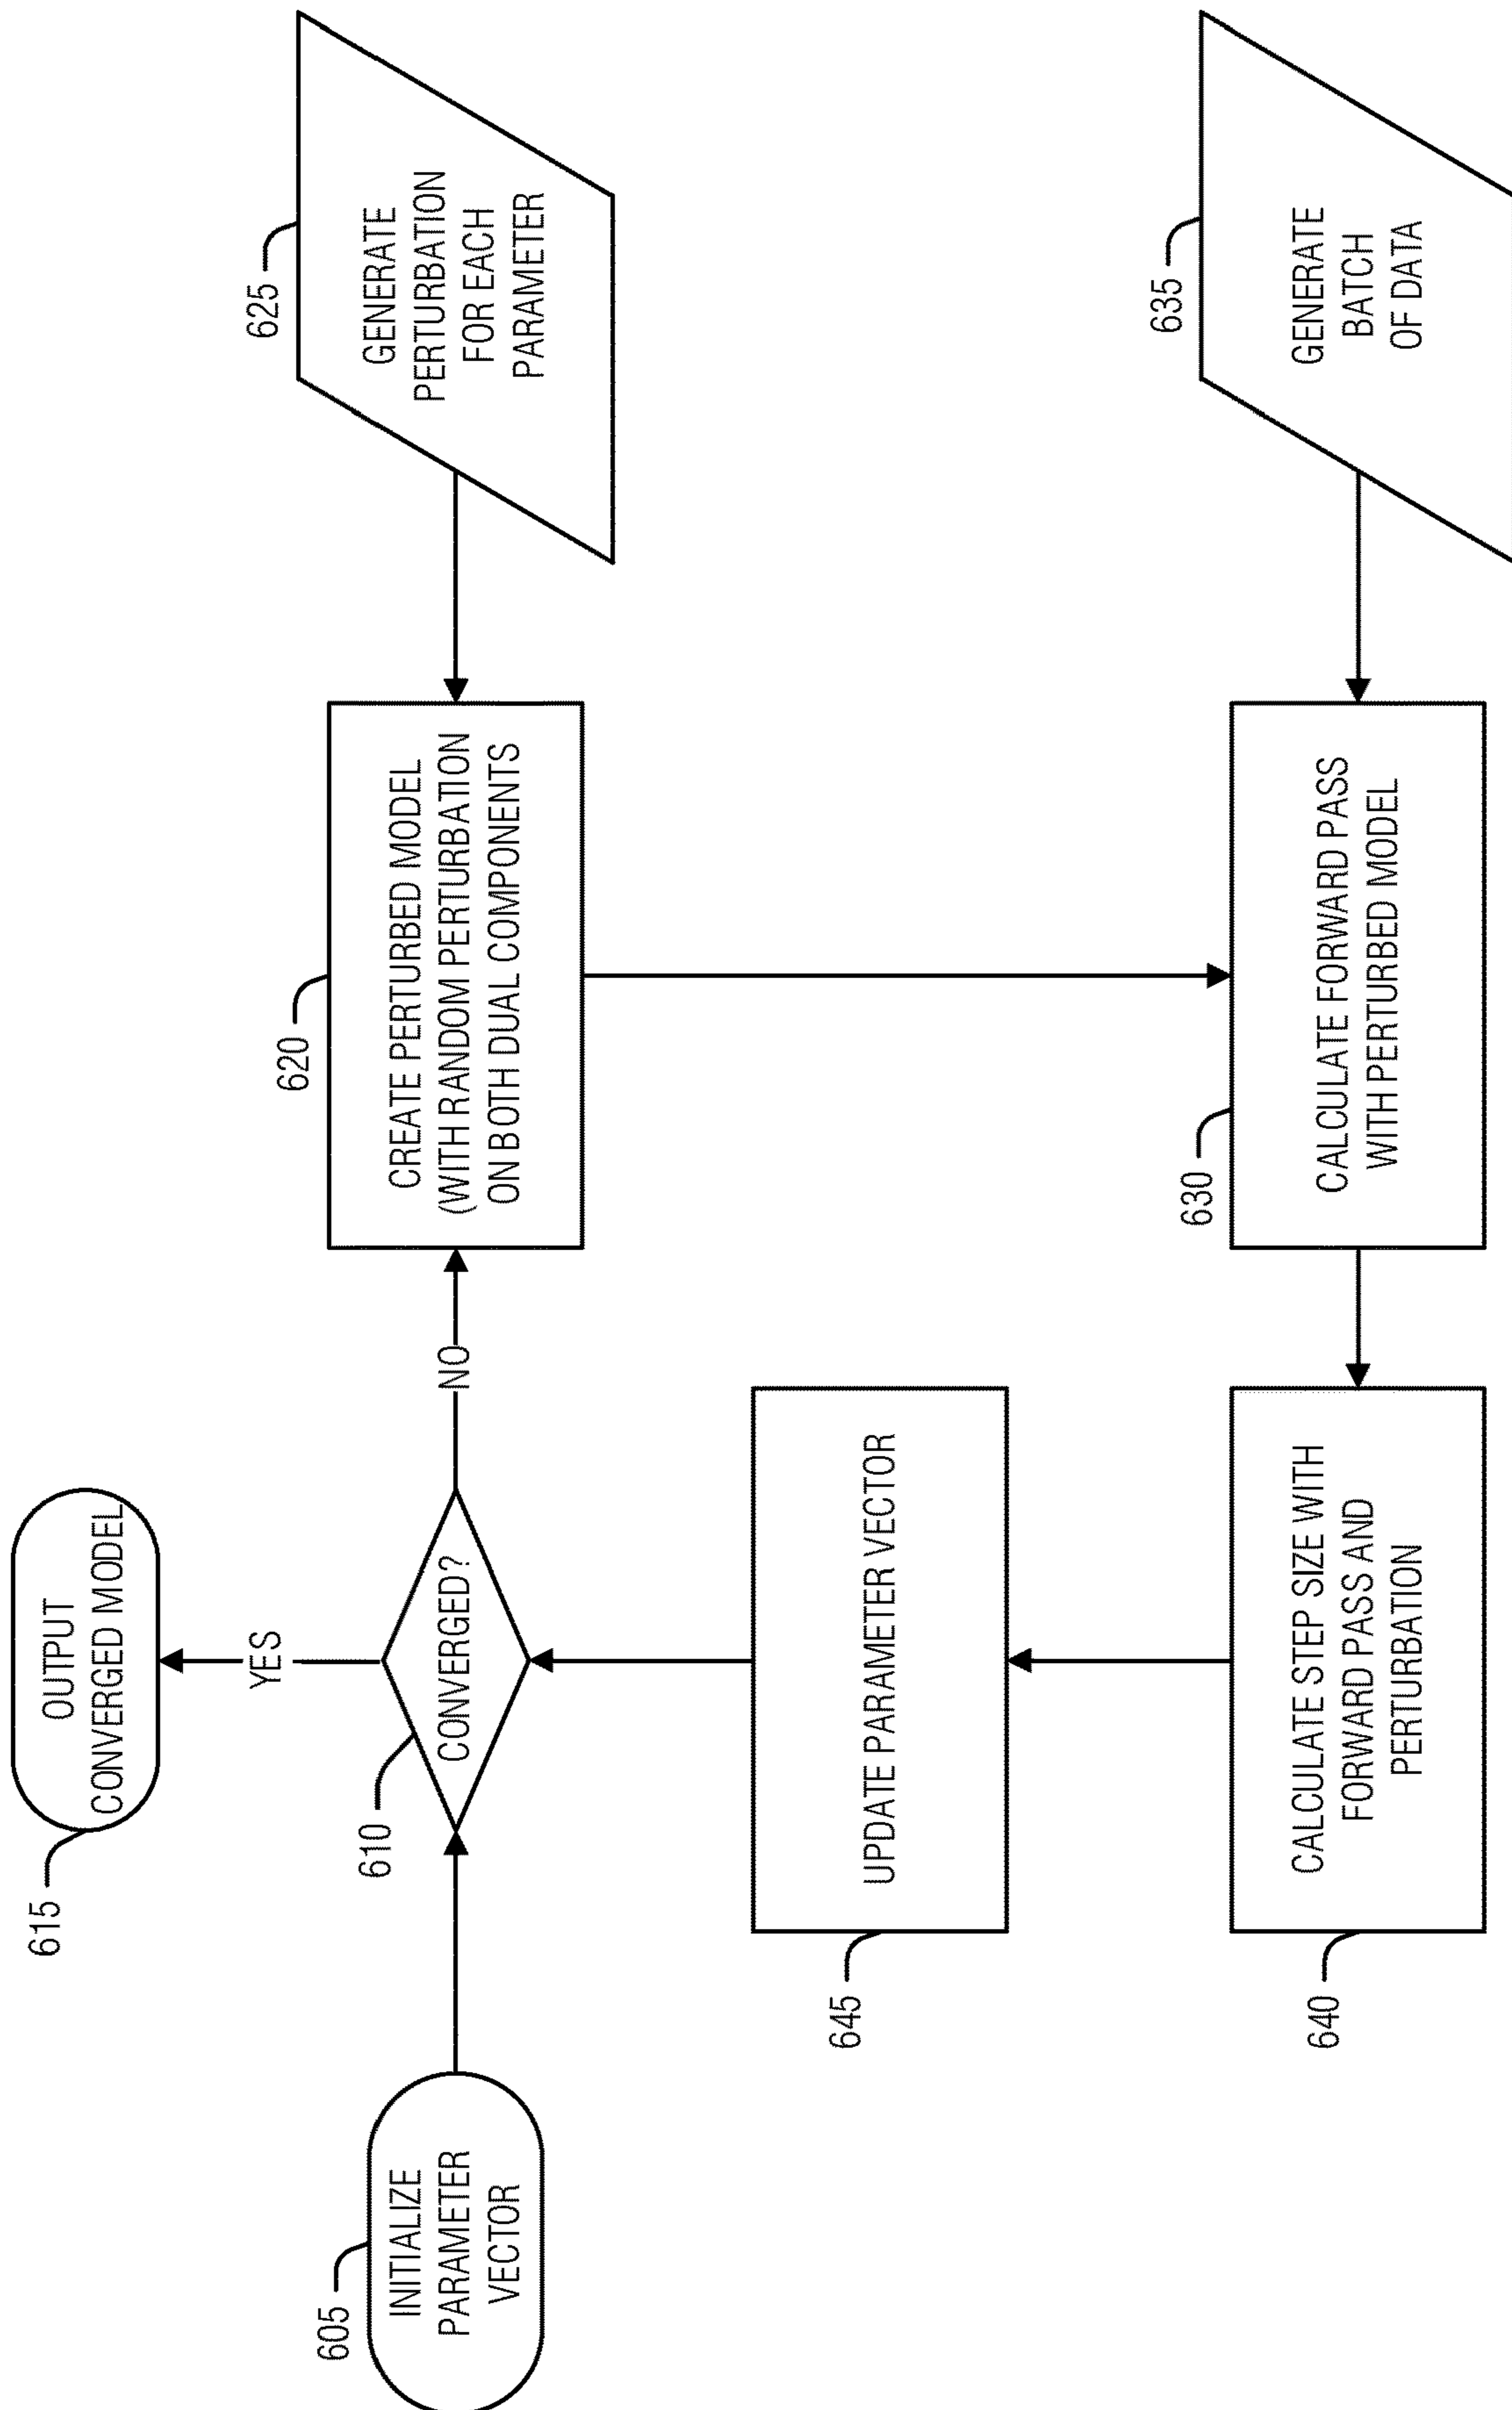 615
OUTPUT
CONVERGED MODEL
YES
605
INITIALIZE
PARAMETER
VECTOR
610
CONVERGED?
NO
620
CREATE PERTURBED MODEL
(WITH RANDOM PERTURBATION
ON BOTH DUAL COMPONENTS
625
GENERATE
PERTURBATION
FOR EACH
PARAMETER
645
UPDATE PARAMETER VECTOR
640
CALCULATE STEP SIZE WITH
FORWARD PASS AND
PERTURBATION
630
CALCULATE FORWARD PASS
WITH PERTURBED MODEL
635
GENERATE
BATCH
OF DATA